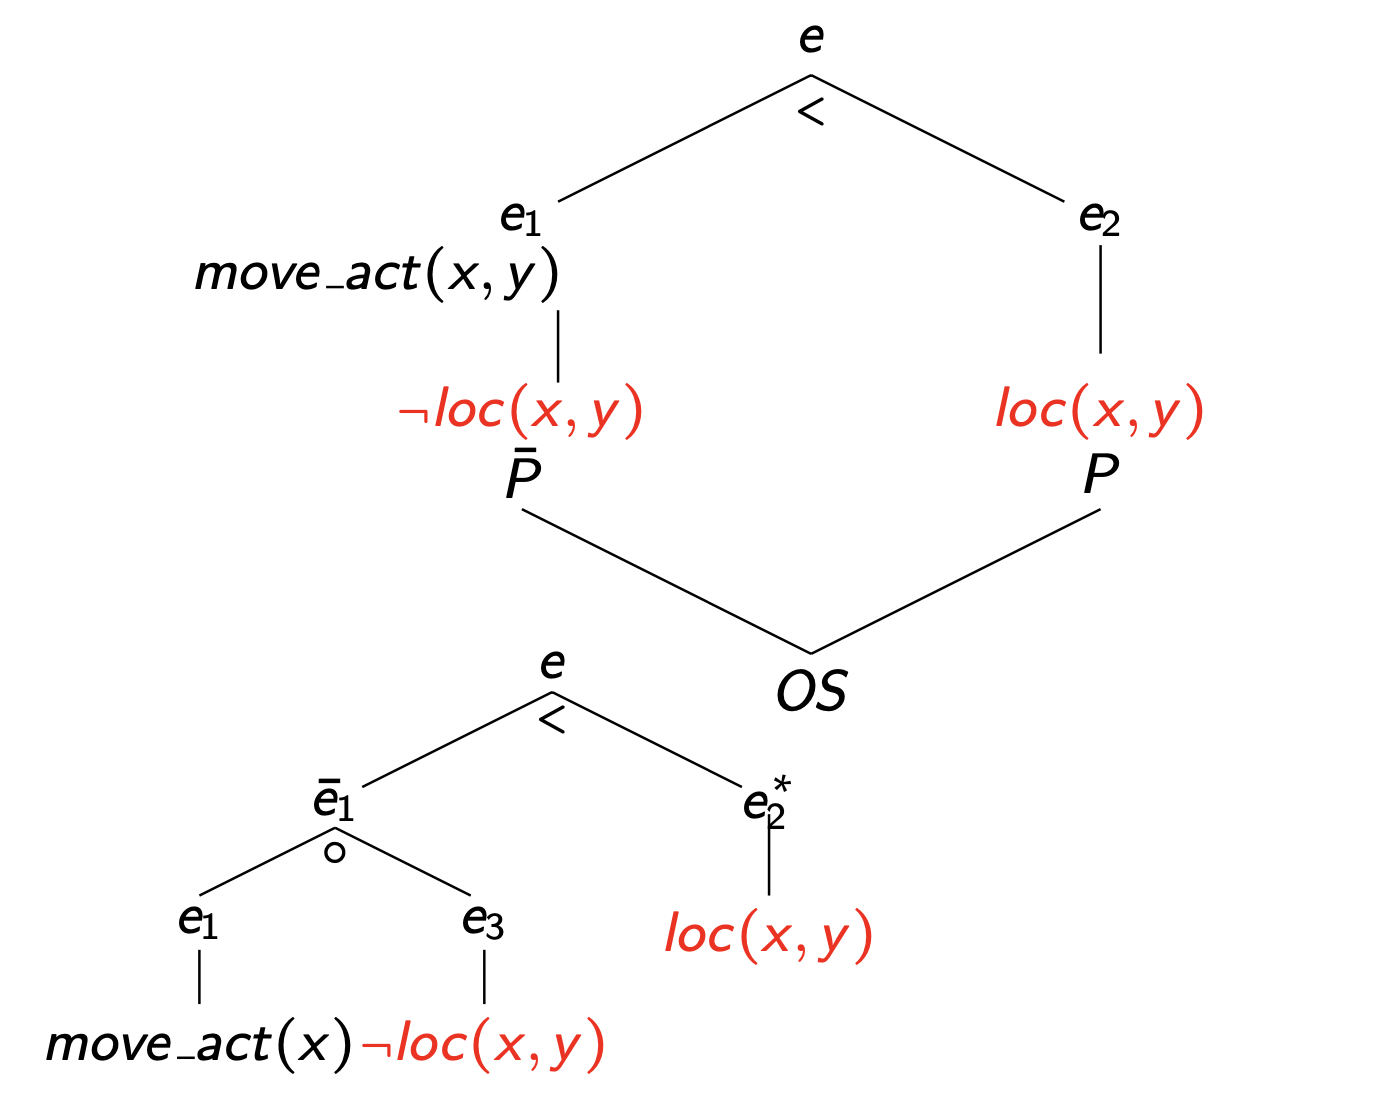 e
<
e₁ e₂
move_act(x, y)
¬loc(x, y) loc(x, y)
P̄ P
OS
e
<
ē₁ e₂*
∘
e₁ e₃
loc(x, y)
move_act(x) ¬loc(x, y)